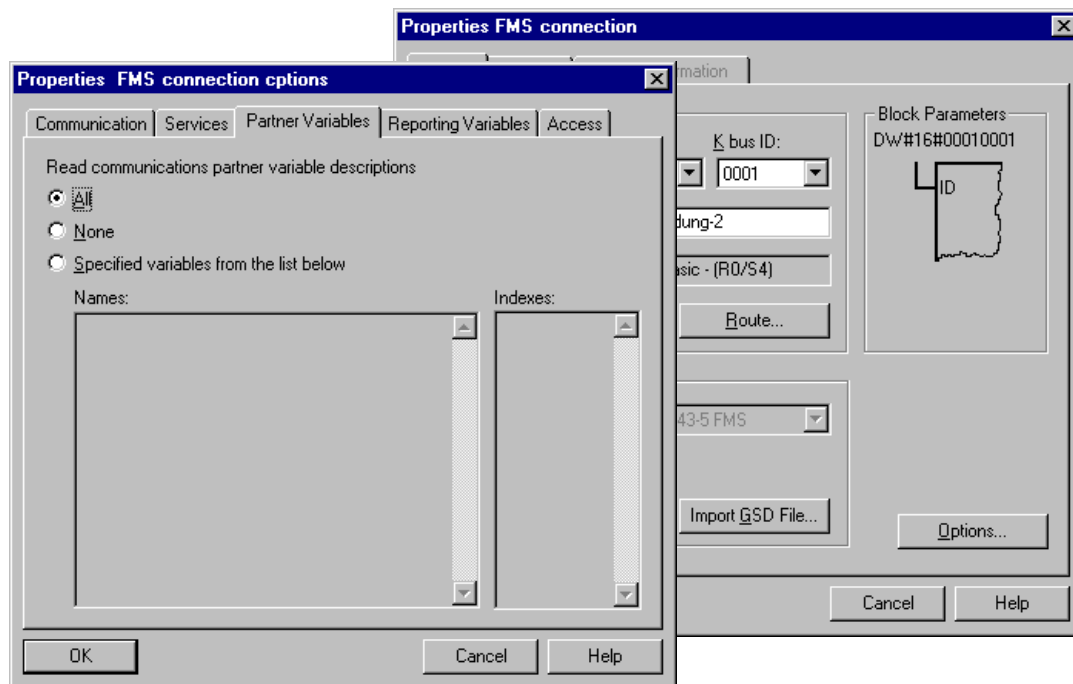 Properties FMS connection
rmation
K bus ID:
0001
dung-2
asic - (R0/S4)
Route...
43-5 FMS
Import GSD File...
Block Parameters
DW#16#00010001
ID
Options...
Cancel Help
Properties FMS connection cptions
Communication Services Partner Variables Reporting Variables Access
Read communications partner variable descriptions
All
None
Specified variables from the list below
Names: Indexes:
OK Cancel Help